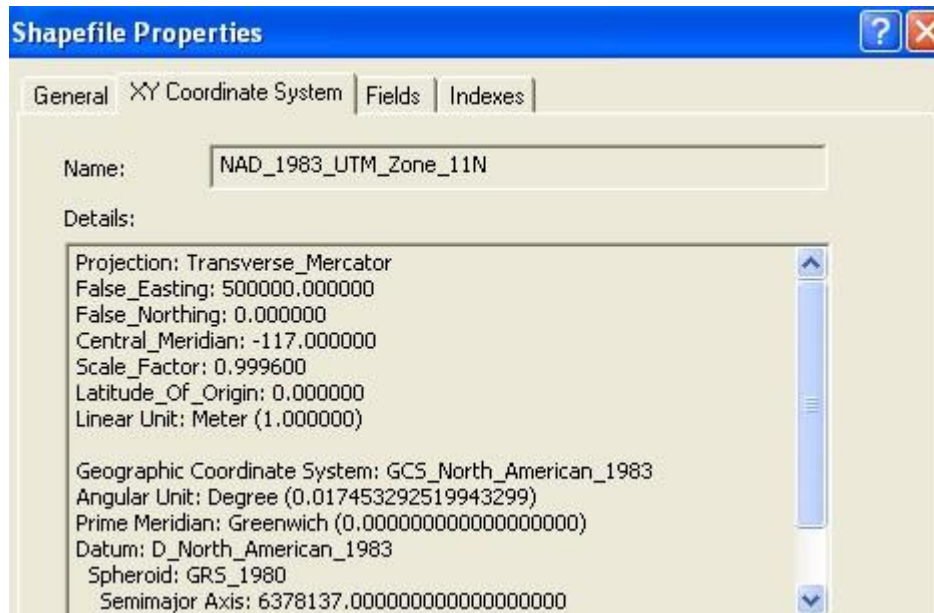 Shapefile Properties
General XY Coordinate System Fields Indexes
Name: NAD_1983_UTM_Zone_11N
Details:
Projection: Transverse_Mercator
False_Easting: 500000.000000
False_Northing: 0.000000
Central_Meridian: -117.000000
Scale_Factor: 0.999600
Latitude_Of_Origin: 0.000000
Linear Unit: Meter (1.000000)
Geographic Coordinate System: GCS_North_American_1983
Angular Unit: Degree (0.017453292519943299)
Prime Meridian: Greenwich (0.000000000000000000)
Datum: D_North_American_1983
Spheroid: GRS_1980
Semimajor Axis: 6378137.000000000000000000